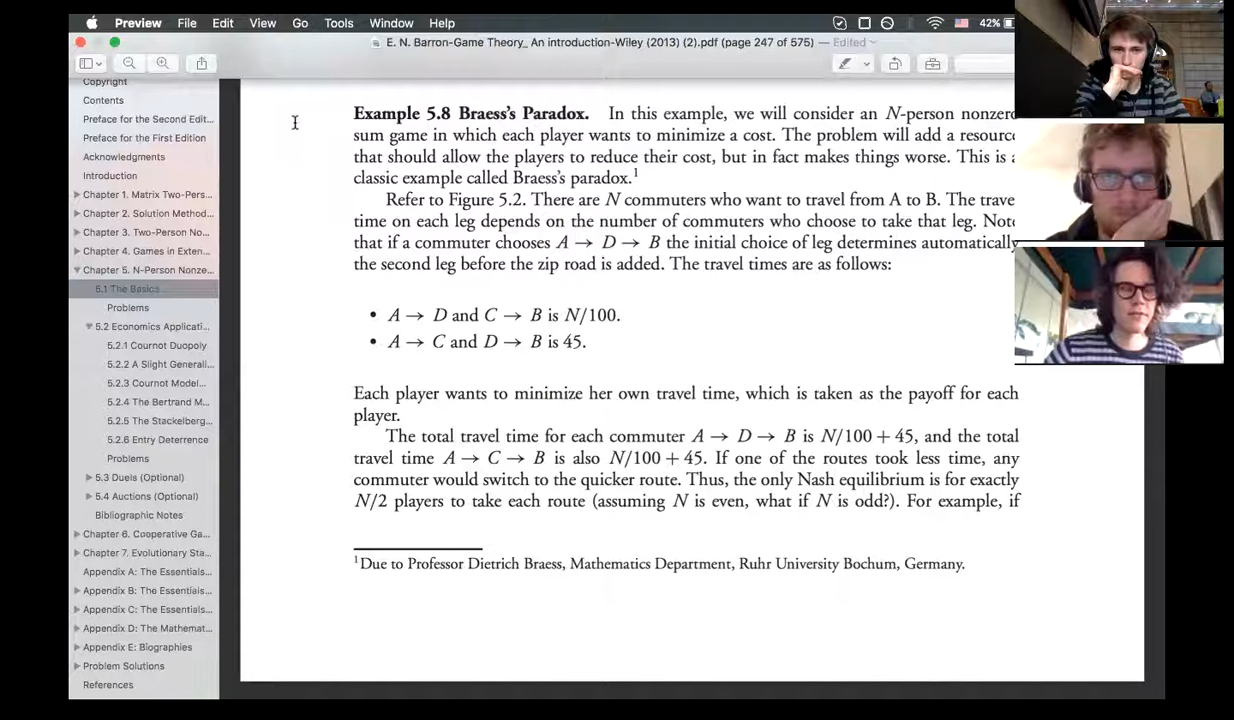 Preview File Edit View Go Tools Window Help 42%
E. N. Barron-Game Theory_ An introduction-Wiley (2013) (2).pdf (page 247 of 575) — Edited
Copyright
Contents
Preface for the Second Edit...
Preface for the First Edition
Acknowledgments
Introduction
Chapter 1. Matrix Two-Pers...
Chapter 2. Solution Method...
Chapter 3. Two-Person No...
Chapter 4. Games in Exten...
Chapter 5. N-Person Nonze...
5.1 The Basics
Problems
5.2 Economics Applicati...
5.2.1 Cournot Duopoly
5.2.2 A Slight Generali...
5.2.3 Cournot Model...
5.2.4 The Bertrand M...
5.2.5 The Stackelberg...
5.2.6 Entry Deterrence
Problems
5.3 Duels (Optional)
5.4 Auctions (Optional)
Bibliographic Notes
Chapter 6. Cooperative Ga...
Chapter 7. Evolutionary Sta...
Appendix A: The Essentials...
Appendix B: The Essentials...
Appendix C: The Essentials...
Appendix D: The Mathemat...
Appendix E: Biographies
Problem Solutions
References
Example 5.8 Braess's Paradox. In this example, we will consider an N-person nonzero
sum game in which each player wants to minimize a cost. The problem will add a resourc
that should allow the players to reduce their cost, but in fact makes things worse. This is
classic example called Braess's paradox.¹
Refer to Figure 5.2. There are N commuters who want to travel from A to B. The trave
time on each leg depends on the number of commuters who choose to take that leg. Not
that if a commuter chooses A → D → B the initial choice of leg determines automatically
the second leg before the zip road is added. The travel times are as follows:
• A → D and C → B is N/100.
• A → C and D → B is 45.
Each player wants to minimize her own travel time, which is taken as the payoff for each
player.
The total travel time for each commuter A → D → B is N/100 + 45, and the total
travel time A → C → B is also N/100 + 45. If one of the routes took less time, any
commuter would switch to the quicker route. Thus, the only Nash equilibrium is for exactly
N/2 players to take each route (assuming N is even, what if N is odd?). For example, if
¹Due to Professor Dietrich Braess, Mathematics Department, Ruhr University Bochum, Germany.